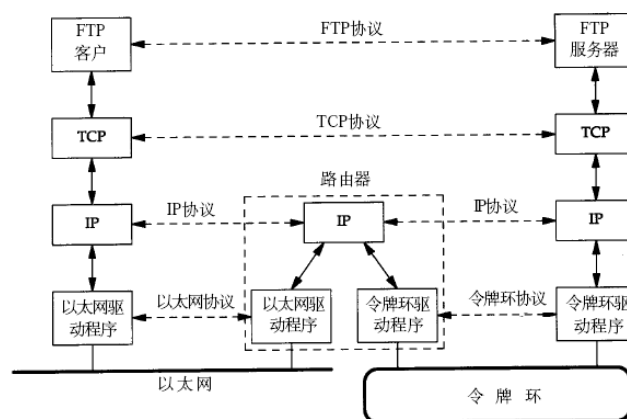 FTP
客户
FTP协议
FTP
服务器
TCP
TCP协议
TCP
路由器
IP
IP协议
IP
IP协议
IP
以太网驱
动程序
以太网协议
以太网驱
动程序
令牌环驱
动程序
令牌环协议
令牌环驱
动程序
以太网
令牌环